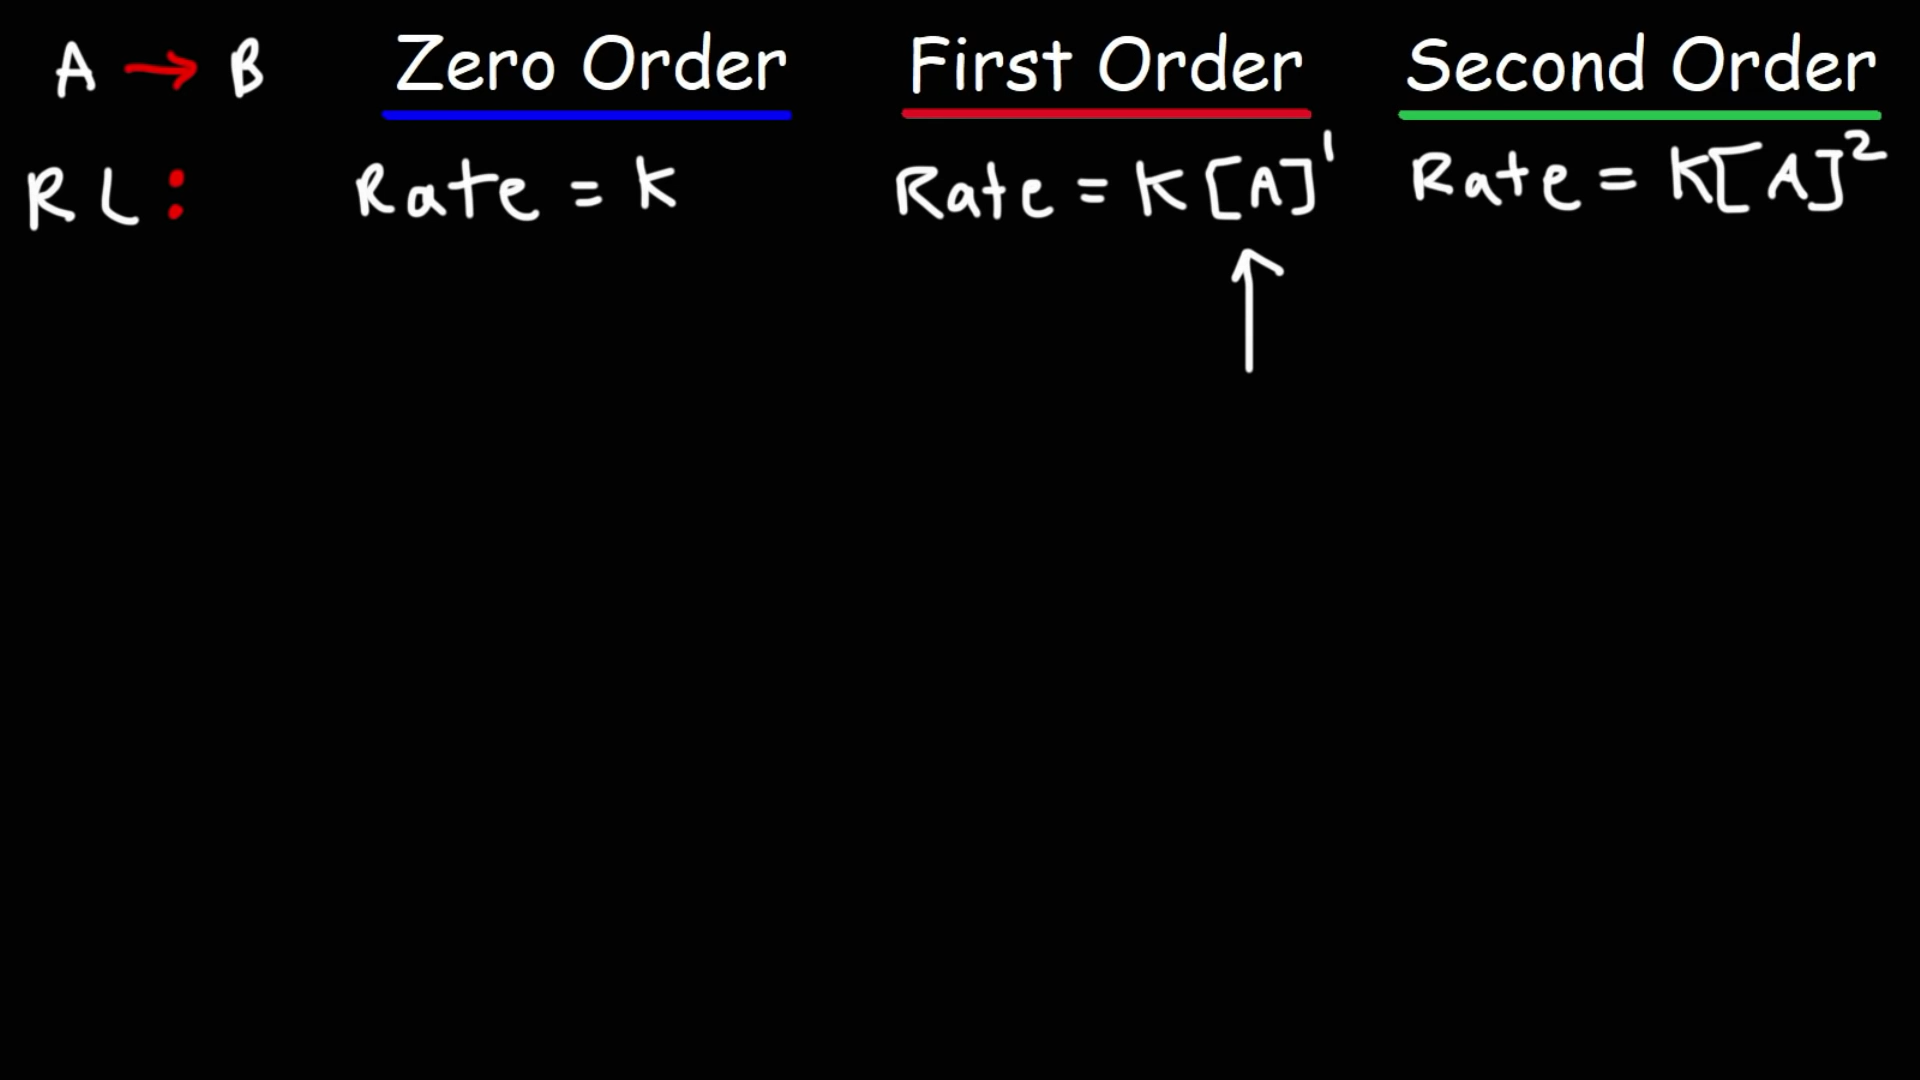 A → B Zero Order First Order Second Order
RL: Rate = k Rate = K[A]¹ Rate = K[A]²